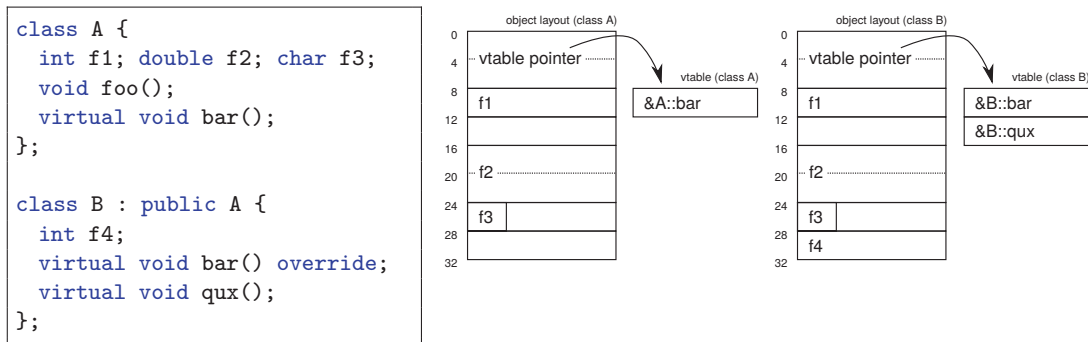 class A {
int f1; double f2; char f3;
void foo();
virtual void bar();
};
class B : public A {
int f4;
virtual void bar() override;
virtual void qux();
};
object layout (class A)
0
vtable pointer
4
8
f1
12
16
f2
20
24
f3
28
32
vtable (class A)
&A::bar
object layout (class B)
0
vtable pointer
4
8
f1
12
16
f2
20
24
f3
28
f4
32
vtable (class B)
&B::bar
&B::qux